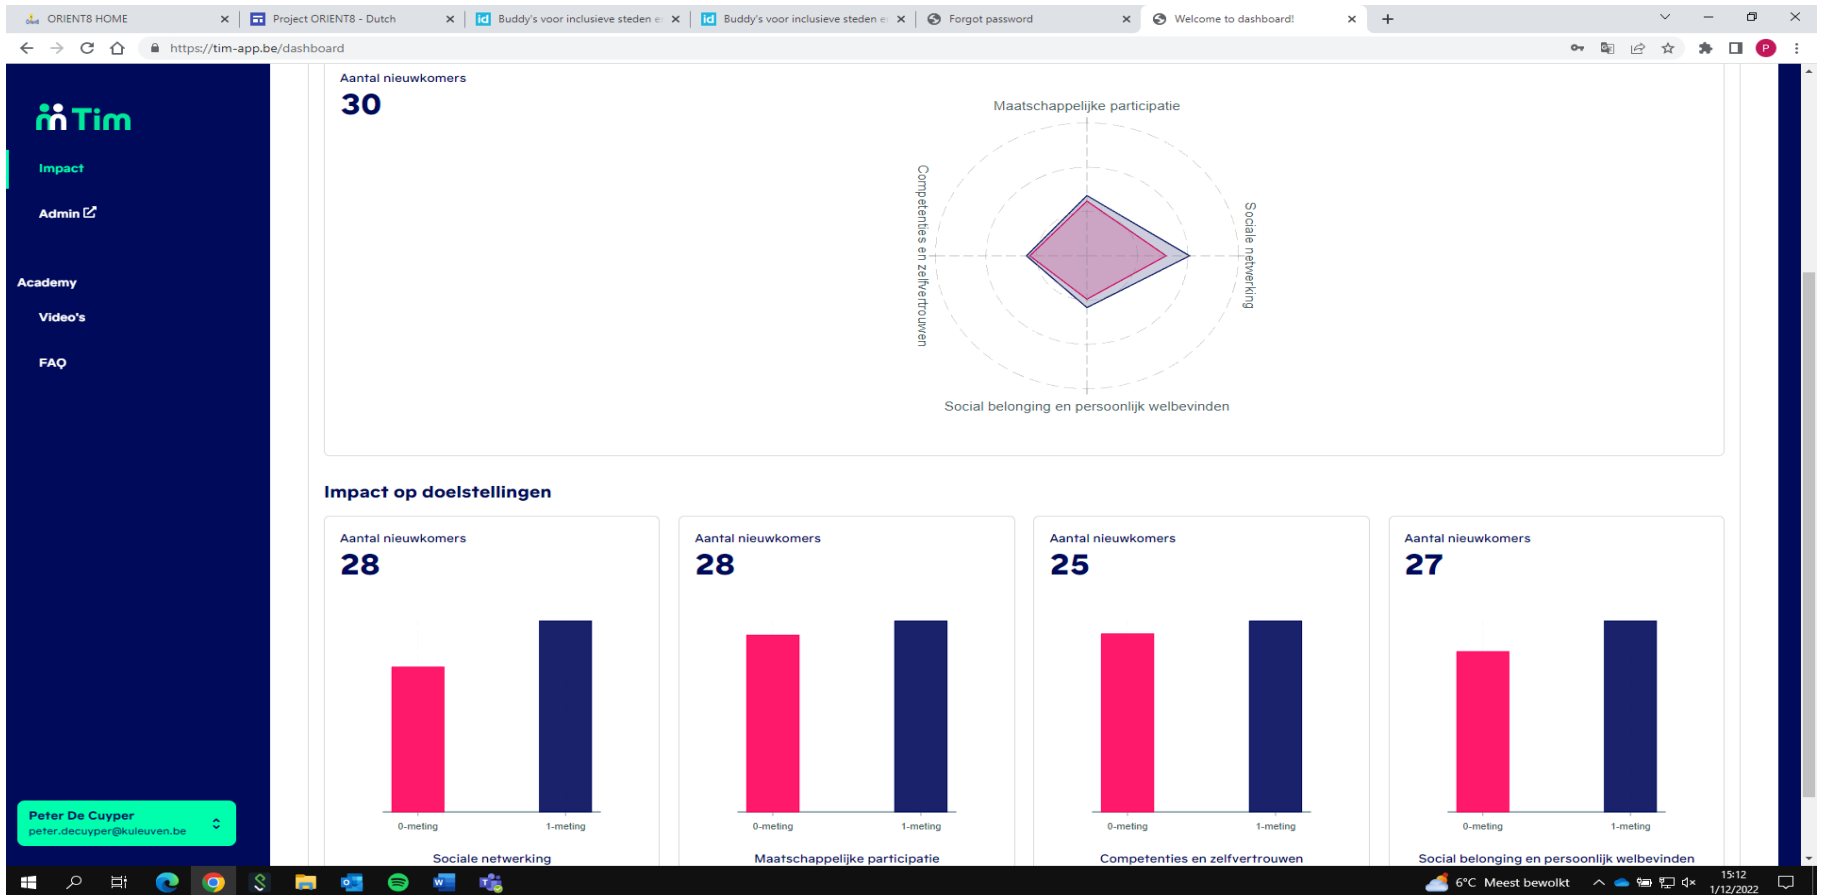 ORIENT8 HOME
Project ORIENT8 - Dutch
Buddy's voor inclusieve steden e
Buddy's voor inclusieve steden e
Forgot password
Welcome to dashboard!
https://tim-app.be/dashboard
P
Tim
Impact
Admin
Academy
Video's
FAQ
Peter De Cuyper
peter.decuyper@kuleuven.be
Aantal nieuwkomers
30
Maatschappelijke participatie
Competenties en zelfvertrouwen
Sociale netwerking
Social belonging en persoonlijk welbevinden
Impact op doelstellingen
Aantal nieuwkomers
28
0-meting
1-meting
Sociale netwerking
Aantal nieuwkomers
28
0-meting
1-meting
Maatschappelijke participatie
Aantal nieuwkomers
25
0-meting
1-meting
Competenties en zelfvertrouwen
Aantal nieuwkomers
27
0-meting
1-meting
Social belonging en persoonlijk welbevinden
6°C Meest bewolkt
15:12
1/12/2022